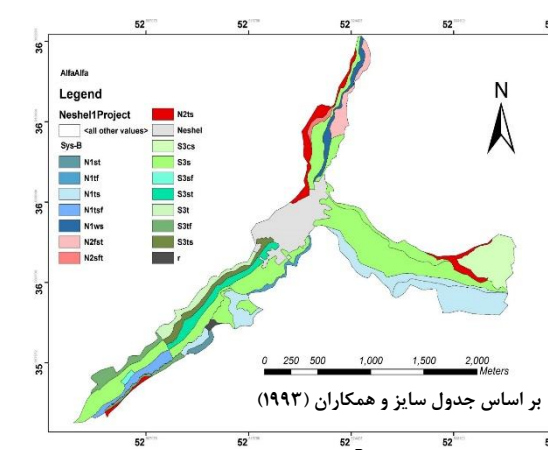 52 52 52 52
36 36 36 36 35
N
AlfaAlfa
Legend
Neshel1Project
<all other values>
Sys-B
N1st
N1tf
N1ts
N1tsf
N1ws
N2fst
N2sft
N2ts
Neshel
S3cs
S3s
S3sf
S3st
S3t
S3tf
S3ts
r
0 250 500 1,000 1,500 2,000
Meters
بر اساس جدول سایز و همکاران (۱۹۹۳)
52 52 52 52